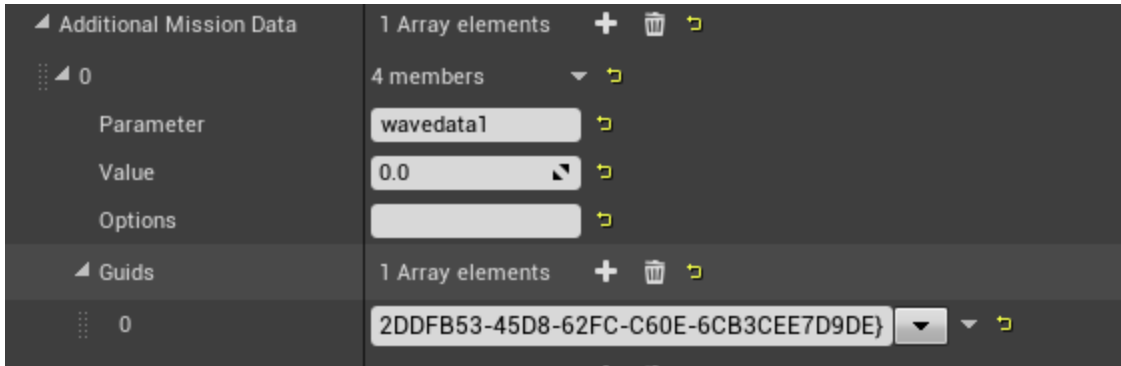 Additional Mission Data 1 Array elements
0 4 members
Parameter wavedata1
Value 0.0
Options
Guids 1 Array elements
0 2DDFB53-45D8-62FC-C60E-6CB3CEE7D9DE}